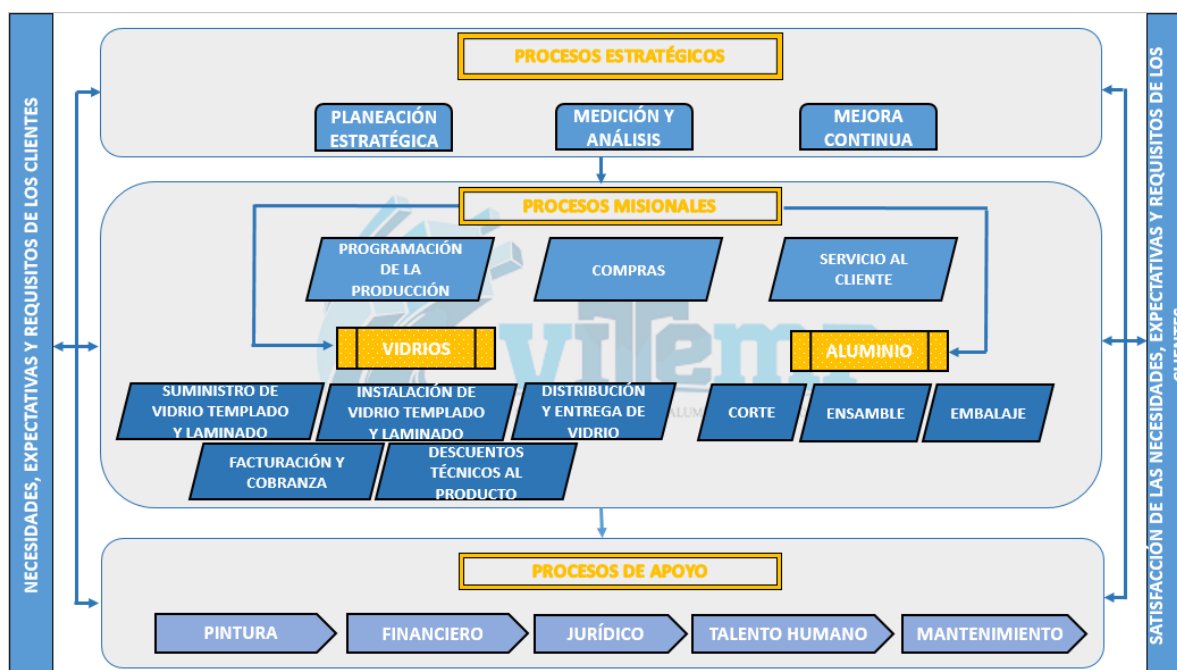 NECESIDADES, EXPECTATIVAS Y REQUISITOS DE LOS CLIENTES
PROCESOS ESTRATÉGICOS
PLANEACIÓN
ESTRATÉGICA
MEDICIÓN Y
ANÁLISIS
MEJORA
CONTINUA
PROCESOS MISIONALES
PROGRAMACIÓN
DE LA
PRODUCCIÓN
COMPRAS
SERVICIO AL
CLIENTE
viTemp
VIDRIOS
ALUMINIO
SUMINISTRO DE
VIDRIO TEMPLADO
Y LAMINADO
INSTALACIÓN DE
VIDRIO TEMPLADO
Y LAMINADO
DISTRIBUCIÓN
Y ENTREGA DE
VIDRIO
CORTE
ENSAMBLE
EMBALAJE
FACTURACIÓN Y
COBRANZA
DESCUENTOS
TÉCNICOS AL
PRODUCTO
PROCESOS DE APOYO
PINTURA
FINANCIERO
JURÍDICO
TALENTO HUMANO
MANTENIMIENTO
SATISFACCIÓN DE LAS NECESIDADES, EXPECTATIVAS Y REQUISITOS DE LOS